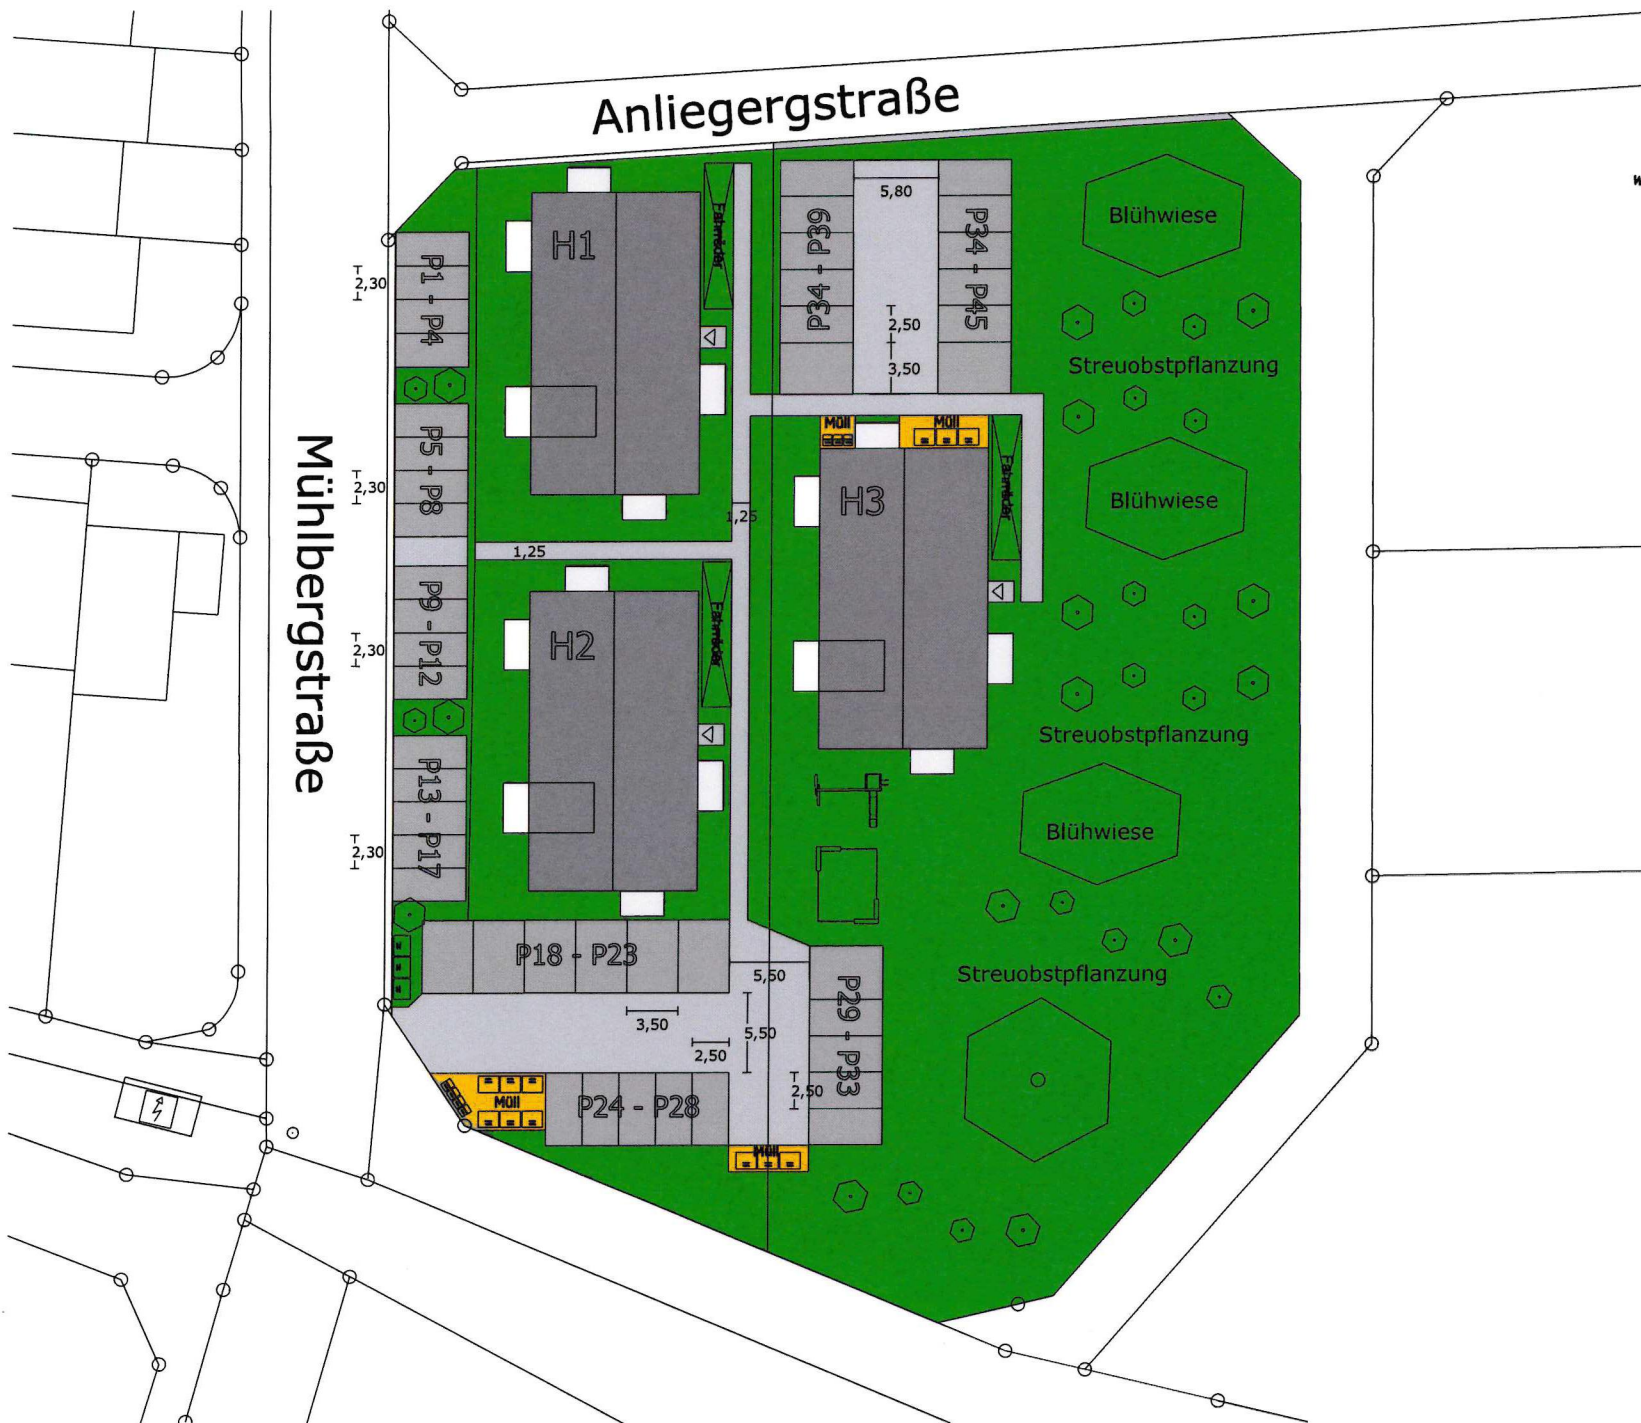 Anliegergstraße
W
Mühlbergstraße
H1
Fahrräder
P34 - P39
5,80
P34 - P45
2,50
3,50
Blühwiese
Streuobstpflanzung
P1 - P4
2,30
P5 - P8
2,30
1,25
1,25
Müll
Müll
H3
Fahrräder
Blühwiese
P9 - P12
2,30
H2
Fahrräder
Streuobstpflanzung
P13 - P17
2,30
Blühwiese
P18 - P23
5,50
P29 - P33
Streuobstpflanzung
3,50
5,50
2,50
2,50
Müll
P24 - P28
Müll